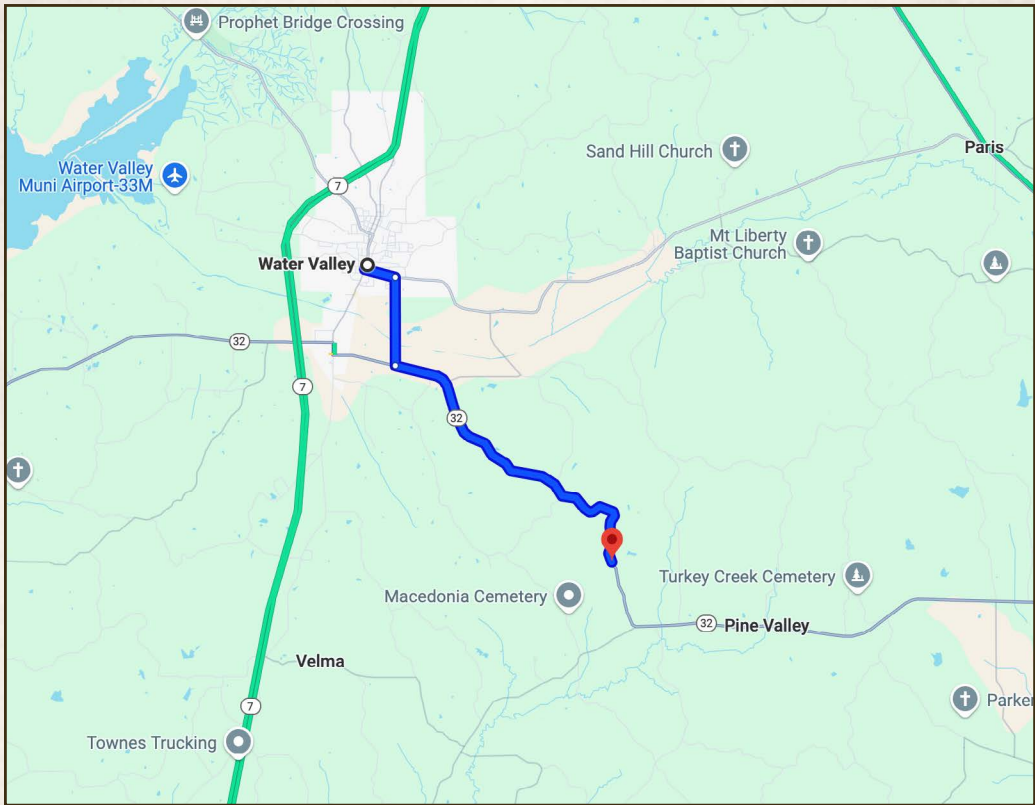 Prophet Bridge Crossing
Paris
Sand Hill Church
Water Valley
Muni Airport-33M
7
Mt Liberty
Baptist Church
Water Valley
32
7
32
Turkey Creek Cemetery
Macedonia Cemetery
32
Pine Valley
Velma
Parker
7
Townes Trucking